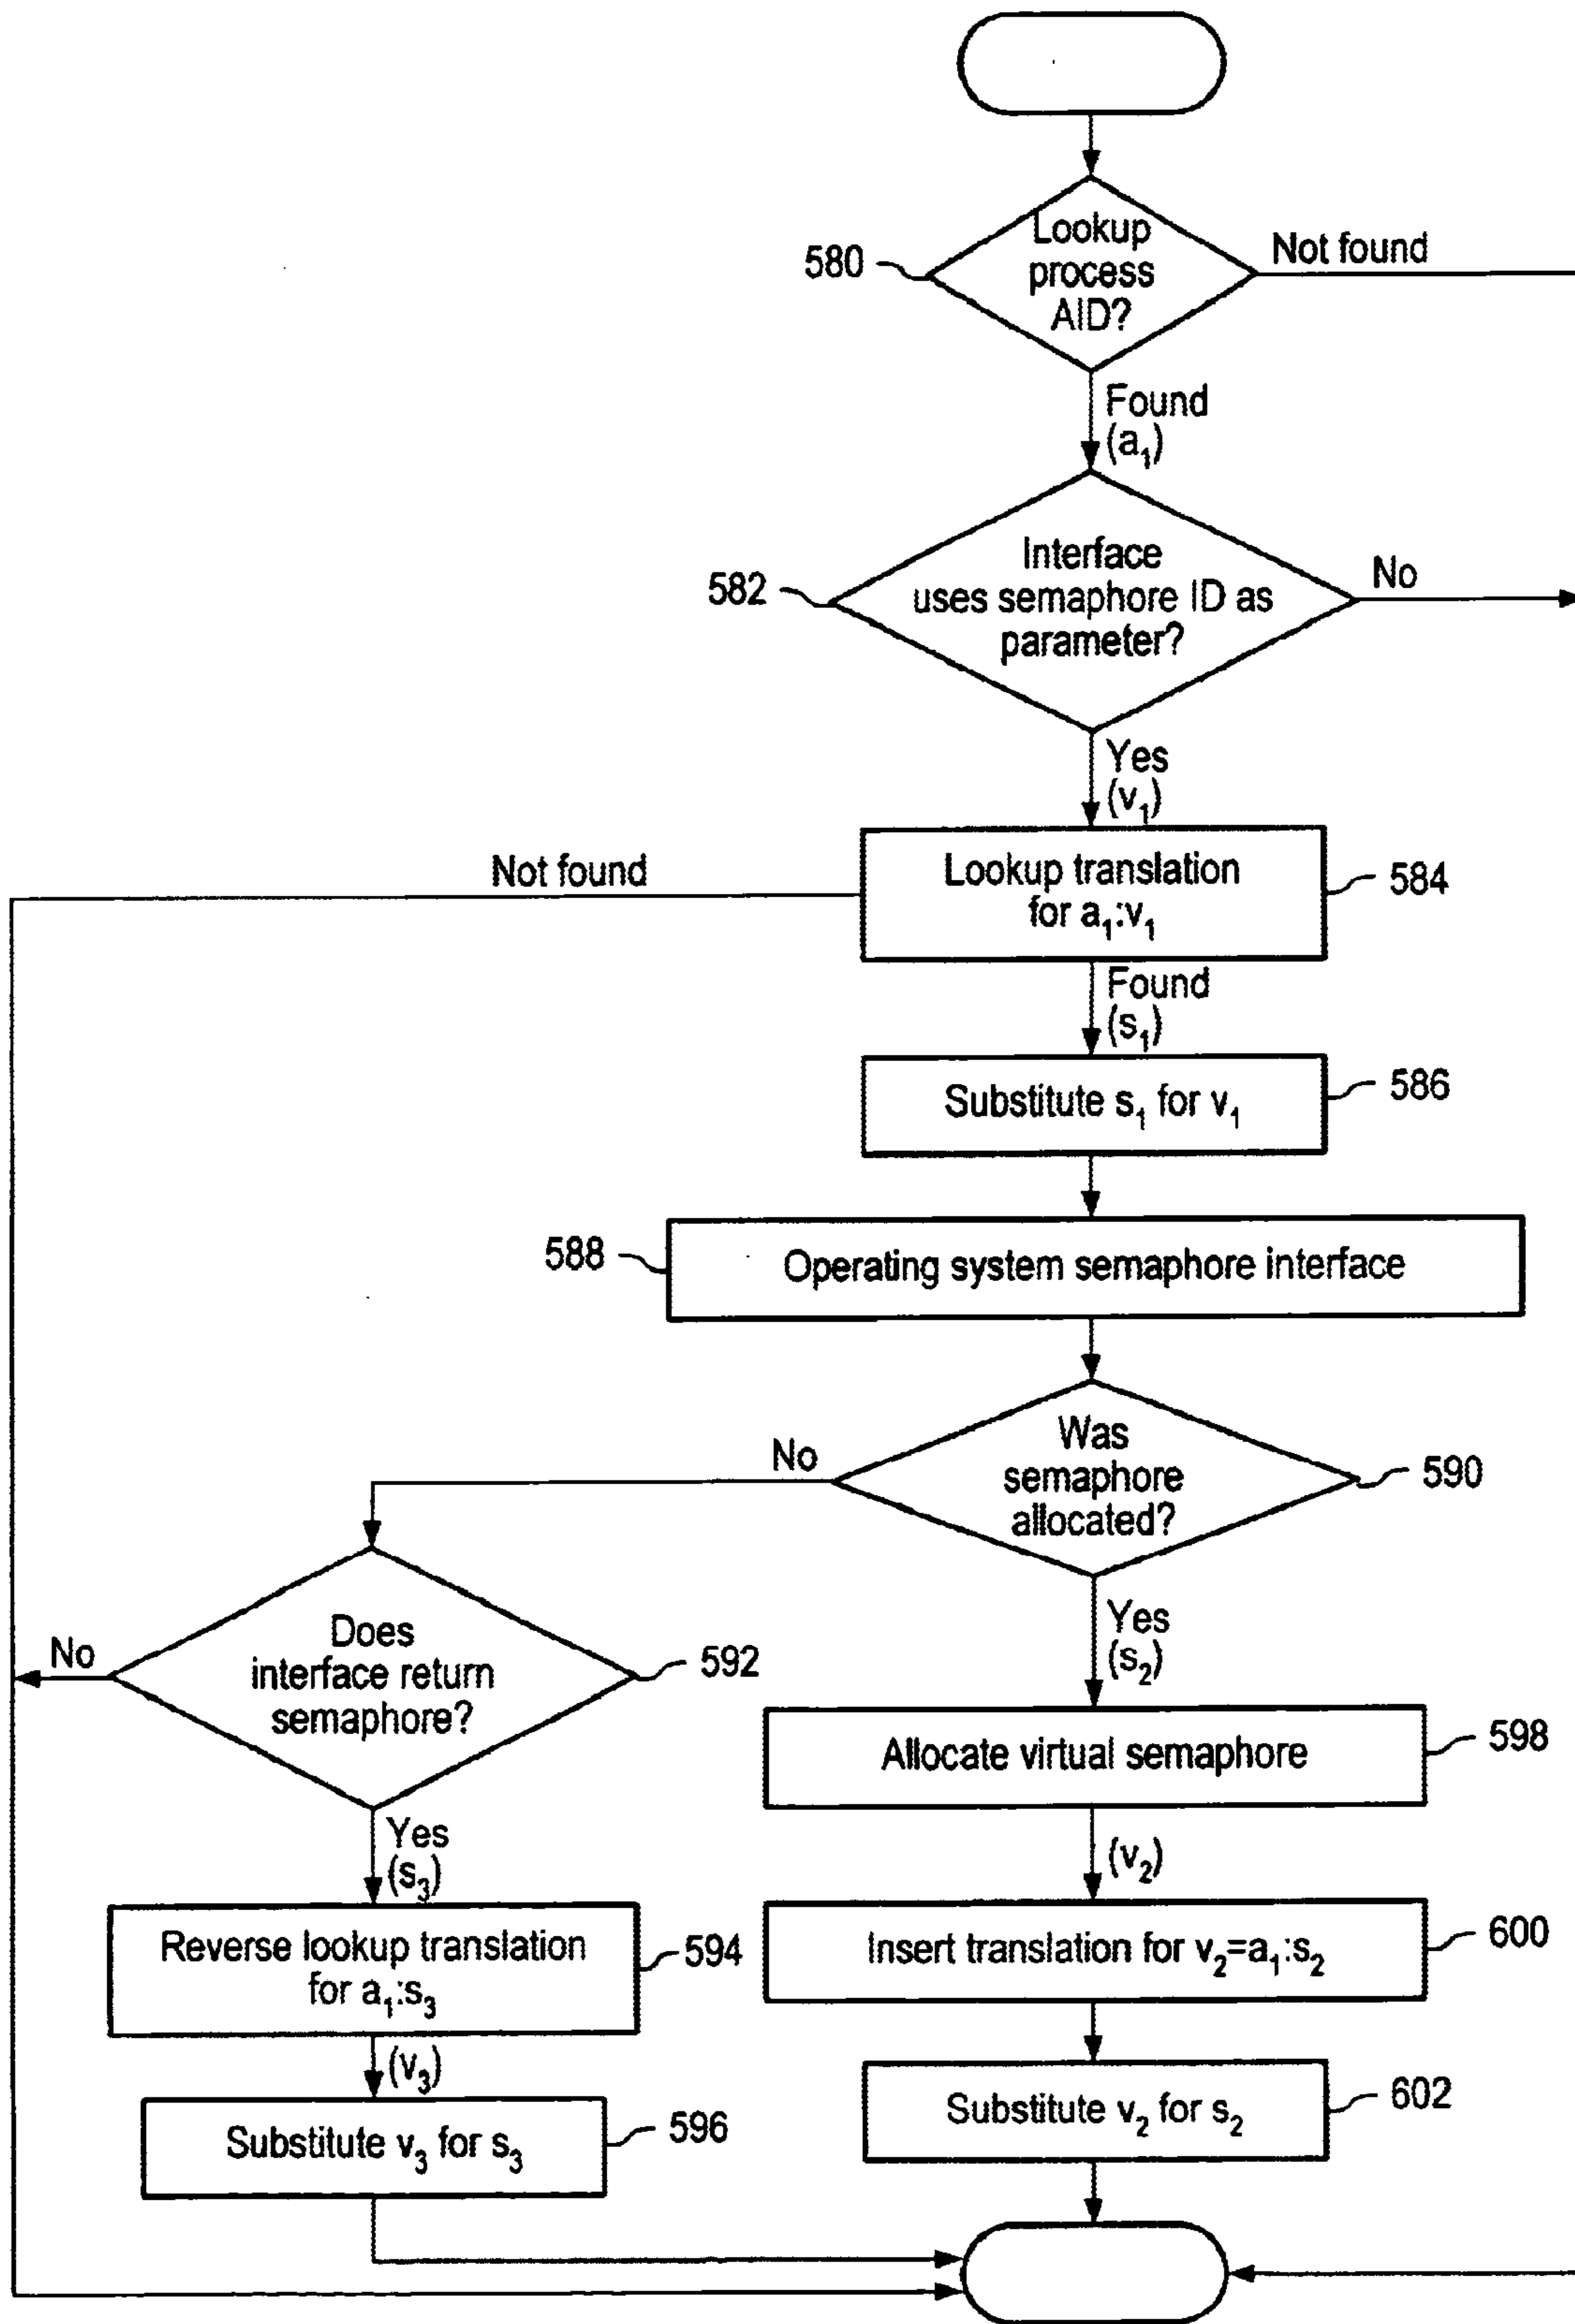 Lookup
process
AID?
580
Not found
Found
(a₁)
Interface
uses semaphore ID as
parameter?
582
No
Yes
(v₁)
Lookup translation
for a₁:v₁
584
Not found
Found
(s₁)
Substitute s₁ for v₁
586
Operating system semaphore interface
588
Was
semaphore
allocated?
590
No
Yes
(s₂)
Does
interface return
semaphore?
592
No
Yes
(s₃)
Allocate virtual semaphore
598
(v₂)
Reverse lookup translation
for a₁:s₃
594
Insert translation for v₂=a₁:s₂
600
(v₃)
Substitute v₃ for s₃
596
Substitute v₂ for s₂
602